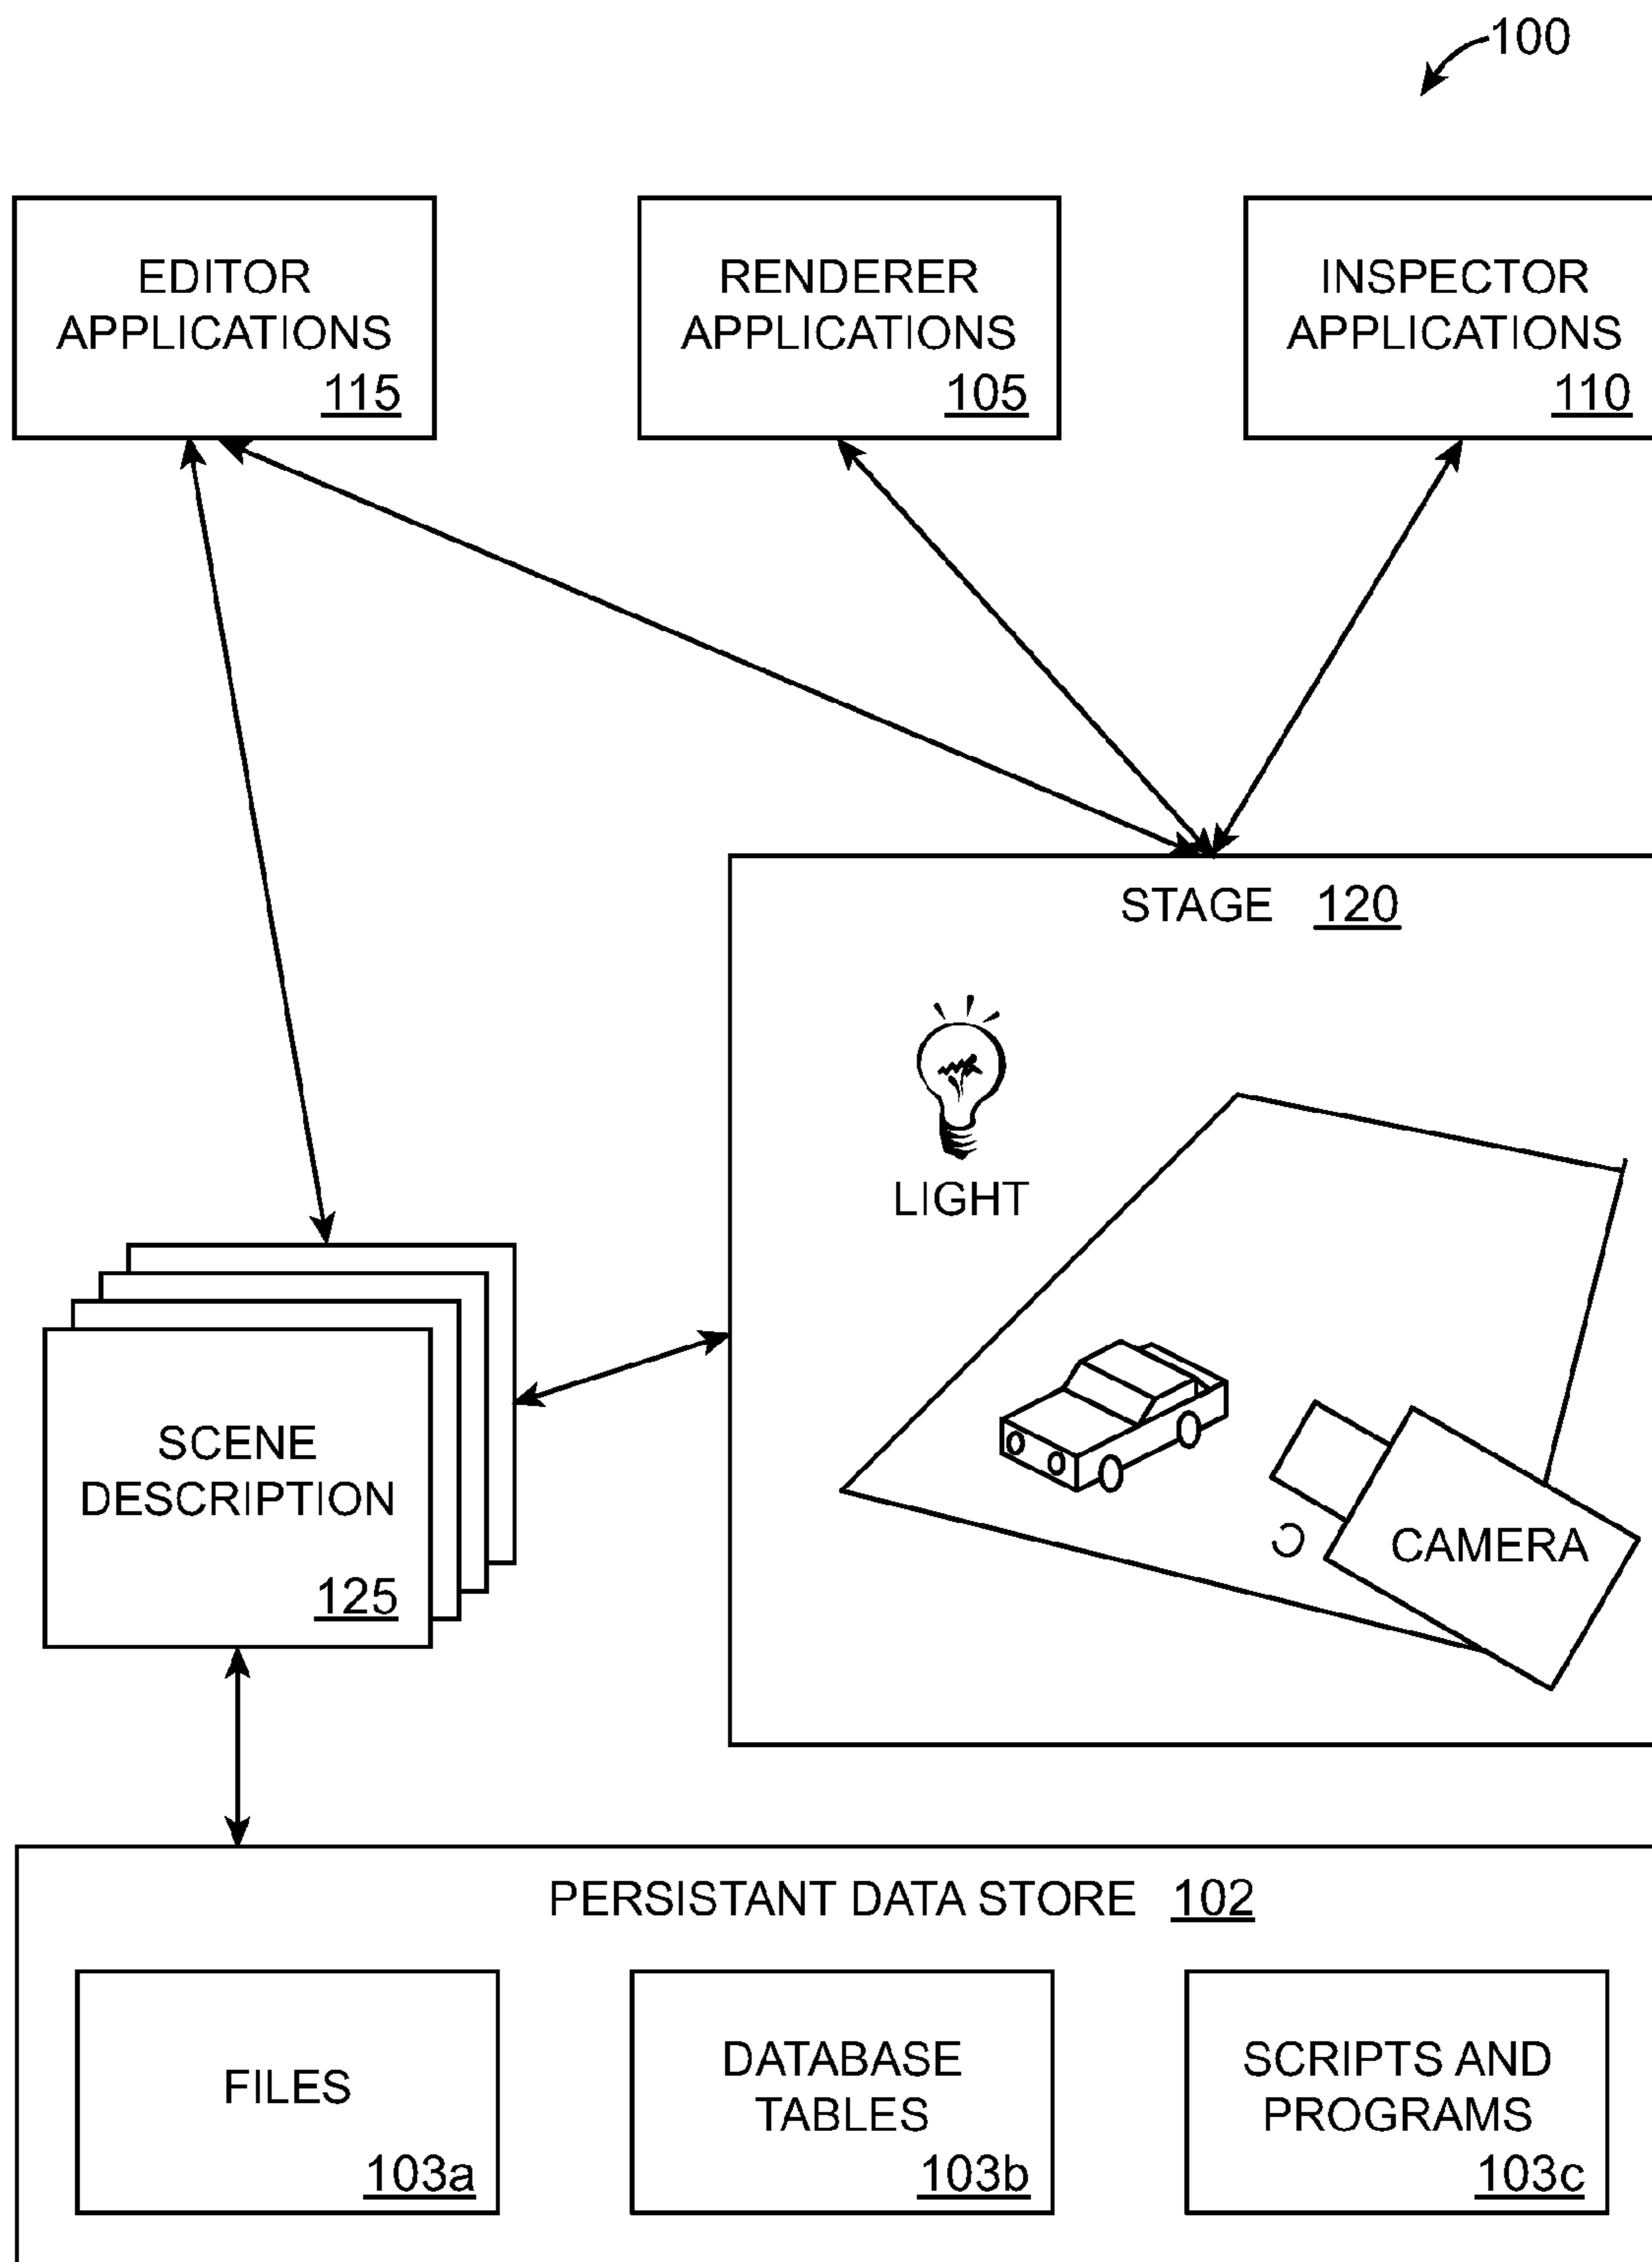 100
EDITOR
APPLICATIONS
115
RENDERER
APPLICATIONS
105
INSPECTOR
APPLICATIONS
110
STAGE 120
LIGHT
CAMERA
SCENE
DESCRIPTION
125
PERSISTANT DATA STORE 102
FILES
103a
DATABASE
TABLES
103b
SCRIPTS AND
PROGRAMS
103c